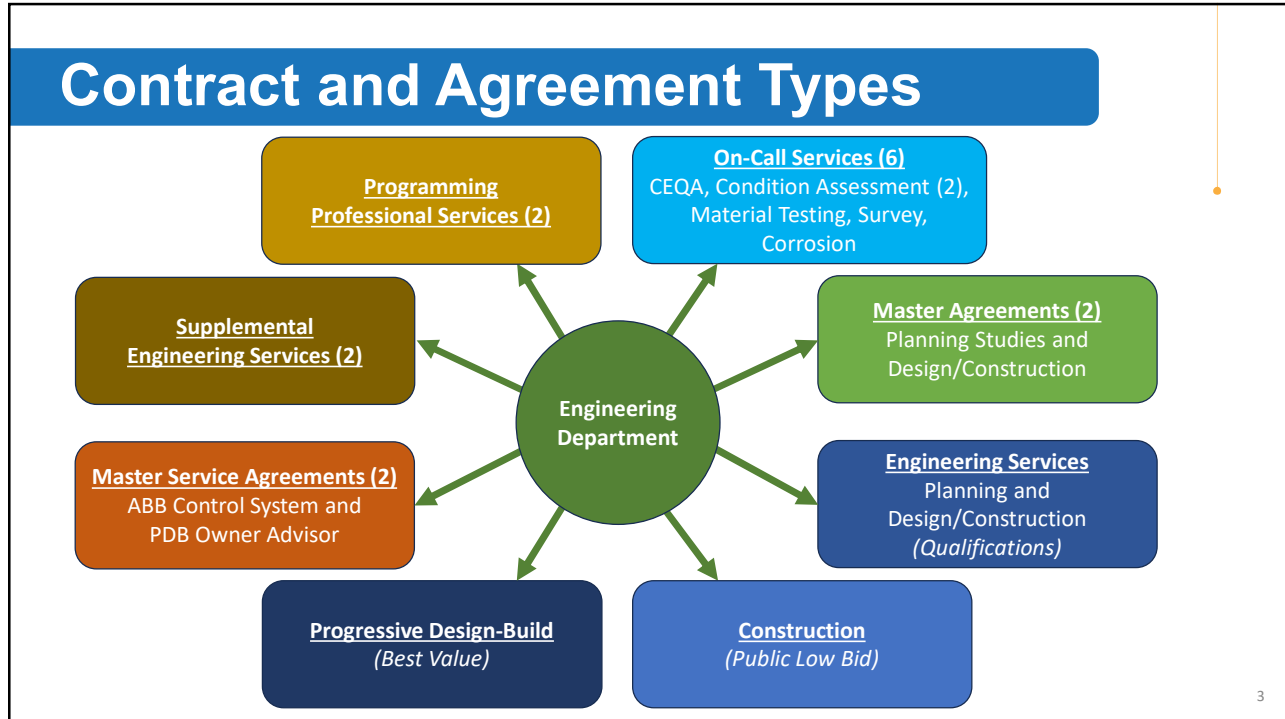 Contract and Agreement Types
Programming
Professional Services (2)
On-Call Services (6)
CEQA, Condition Assessment (2),
Material Testing, Survey,
Corrosion
Supplemental
Engineering Services (2)
Master Agreements (2)
Planning Studies and
Design/Construction
Engineering
Department
Master Service Agreements (2)
ABB Control System and
PDB Owner Advisor
Engineering Services
Planning and
Design/Construction
(Qualifications)
Progressive Design-Build
(Best Value)
Construction
(Public Low Bid)
3